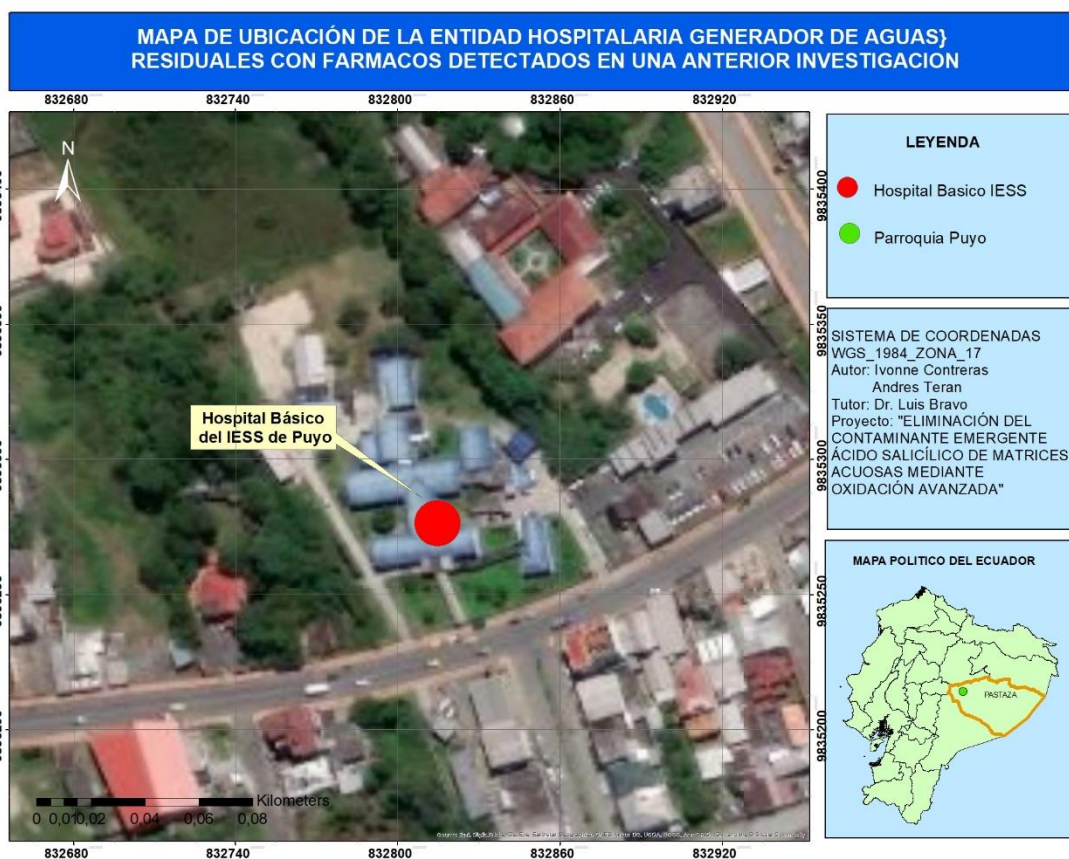 MAPA DE UBICACIÓN DE LA ENTIDAD HOSPITALARIA GENERADOR DE AGUAS}
RESIDUALES CON FARMACOS DETECTADOS EN UNA ANTERIOR INVESTIGACION
832680 832740 832800 832860 832920
N
Hospital Básico
del IESS de Puyo
9835400
9835350
9835300
9835250
9835200
0 0,01 0,02 0,04 0,06 0,08
Kilometers
832680 832740 832800 832860 832920
LEYENDA
Hospital Basico IESS
Parroquia Puyo
SISTEMA DE COORDENADAS
WGS_1984_ZONA_17
Autor: Ivonne Contreras
Andres Teran
Tutor: Dr. Luis Bravo
Proyecto: "ELIMINACIÓN DEL
CONTAMINANTE EMERGENTE
ÁCIDO SALICÍLICO DE MATRICES
ACUOSAS MEDIANTE
OXIDACIÓN AVANZADA"
MAPA POLITICO DEL ECUADOR
PASTAZA